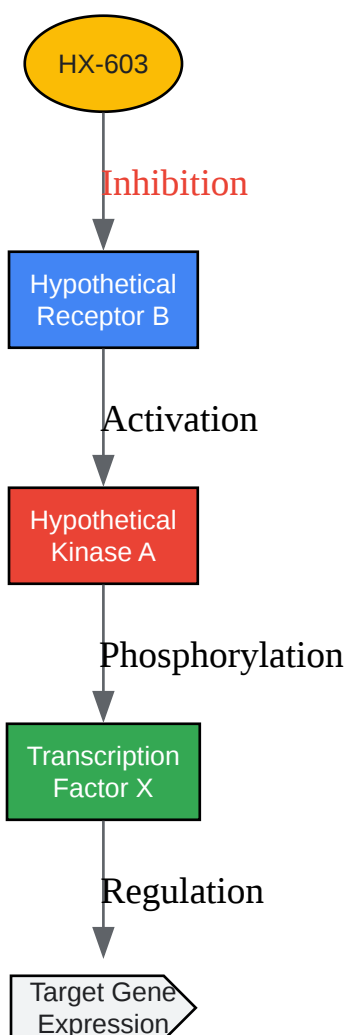 HX-603
Inhibition
Hypothetical
Receptor B
Activation
Hypothetical
Kinase A
Phosphorylation
Transcription
Factor X
Regulation
Target Gene
Expression